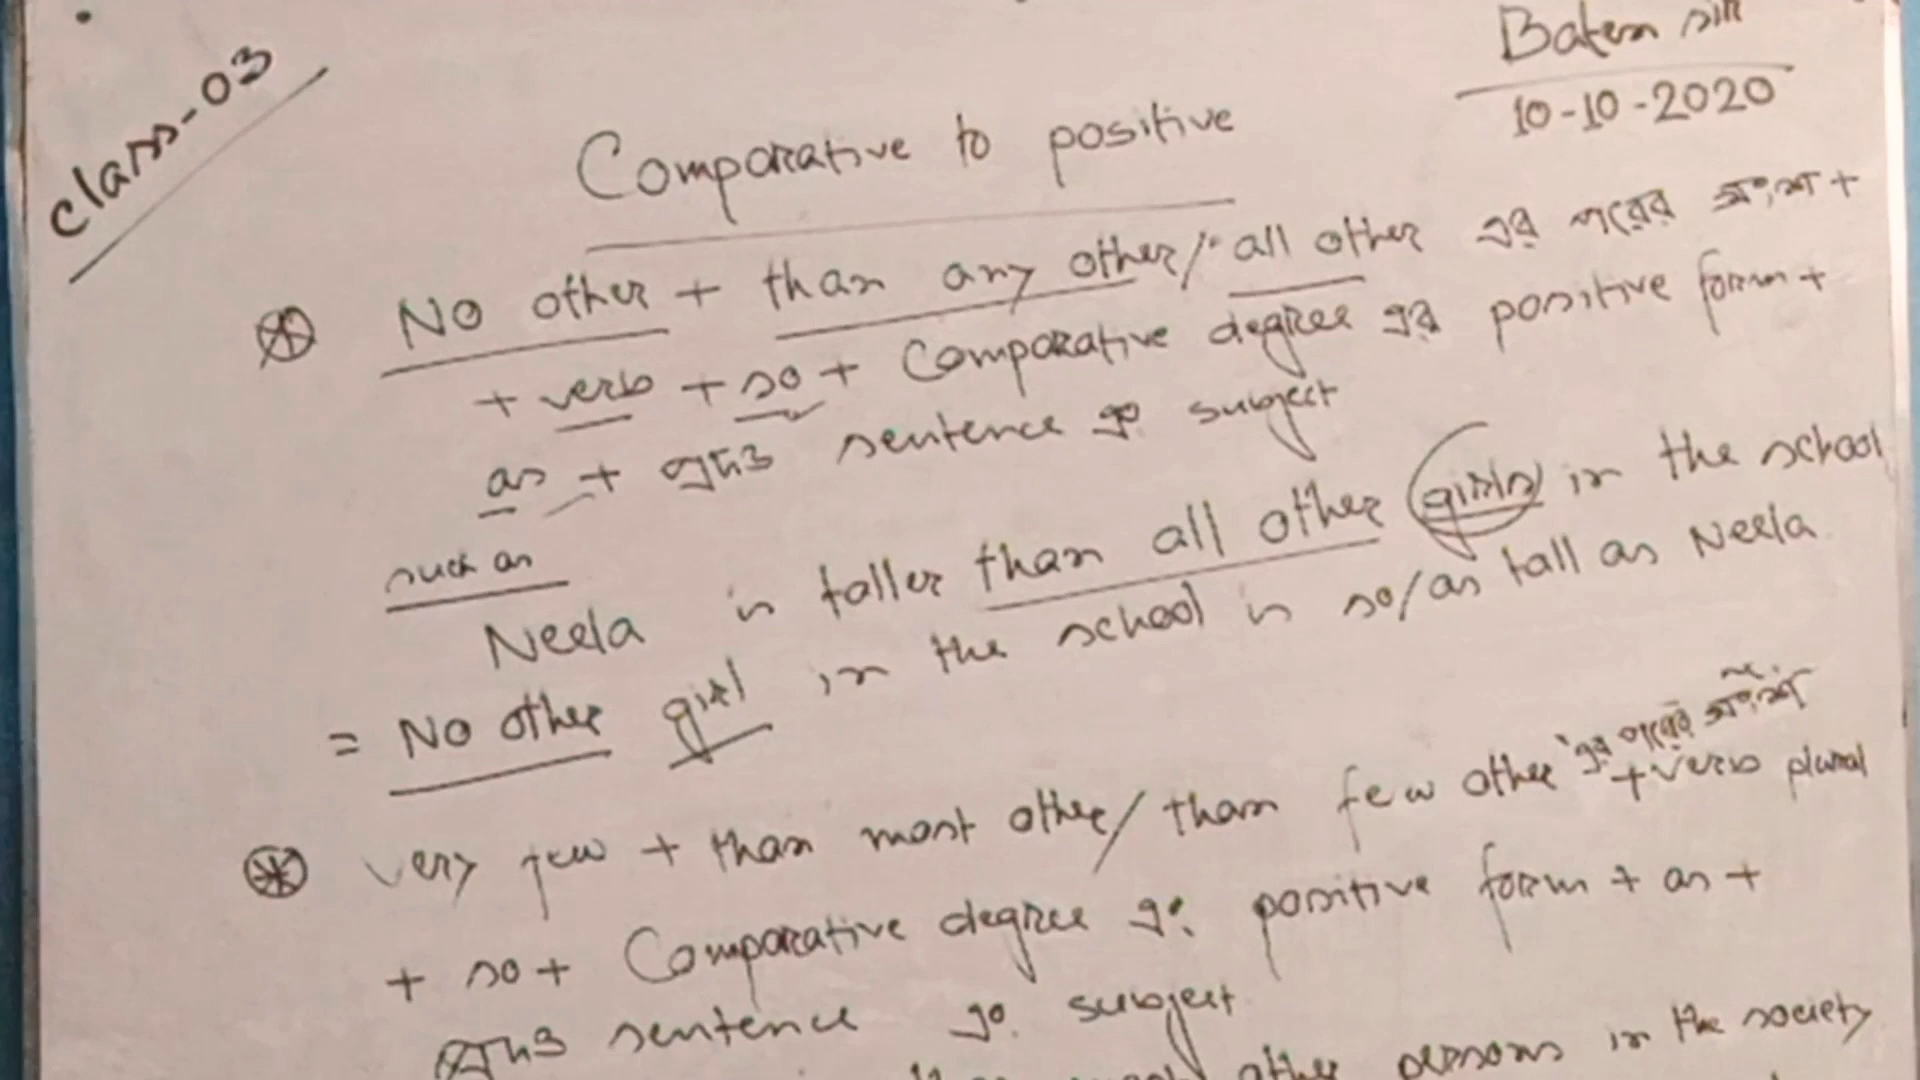 class-03
Batem sir
10-10-2020
Comparative to positive
No other + than any other/ all other এর পরের অংশ +
+ verb + so + Comparative degree এর positive form +
as + প্রদত্ত sentence এর subject
such as
Neela is taller than all other girls in the school
= No other girl in the school is so/as tall as Neela
very few + than most other/ than few other এর পরের অংশ
+ verb plural
+ so + Comparative degree এর positive form + as +
প্রদত্ত sentence এর subject
other persons in the society